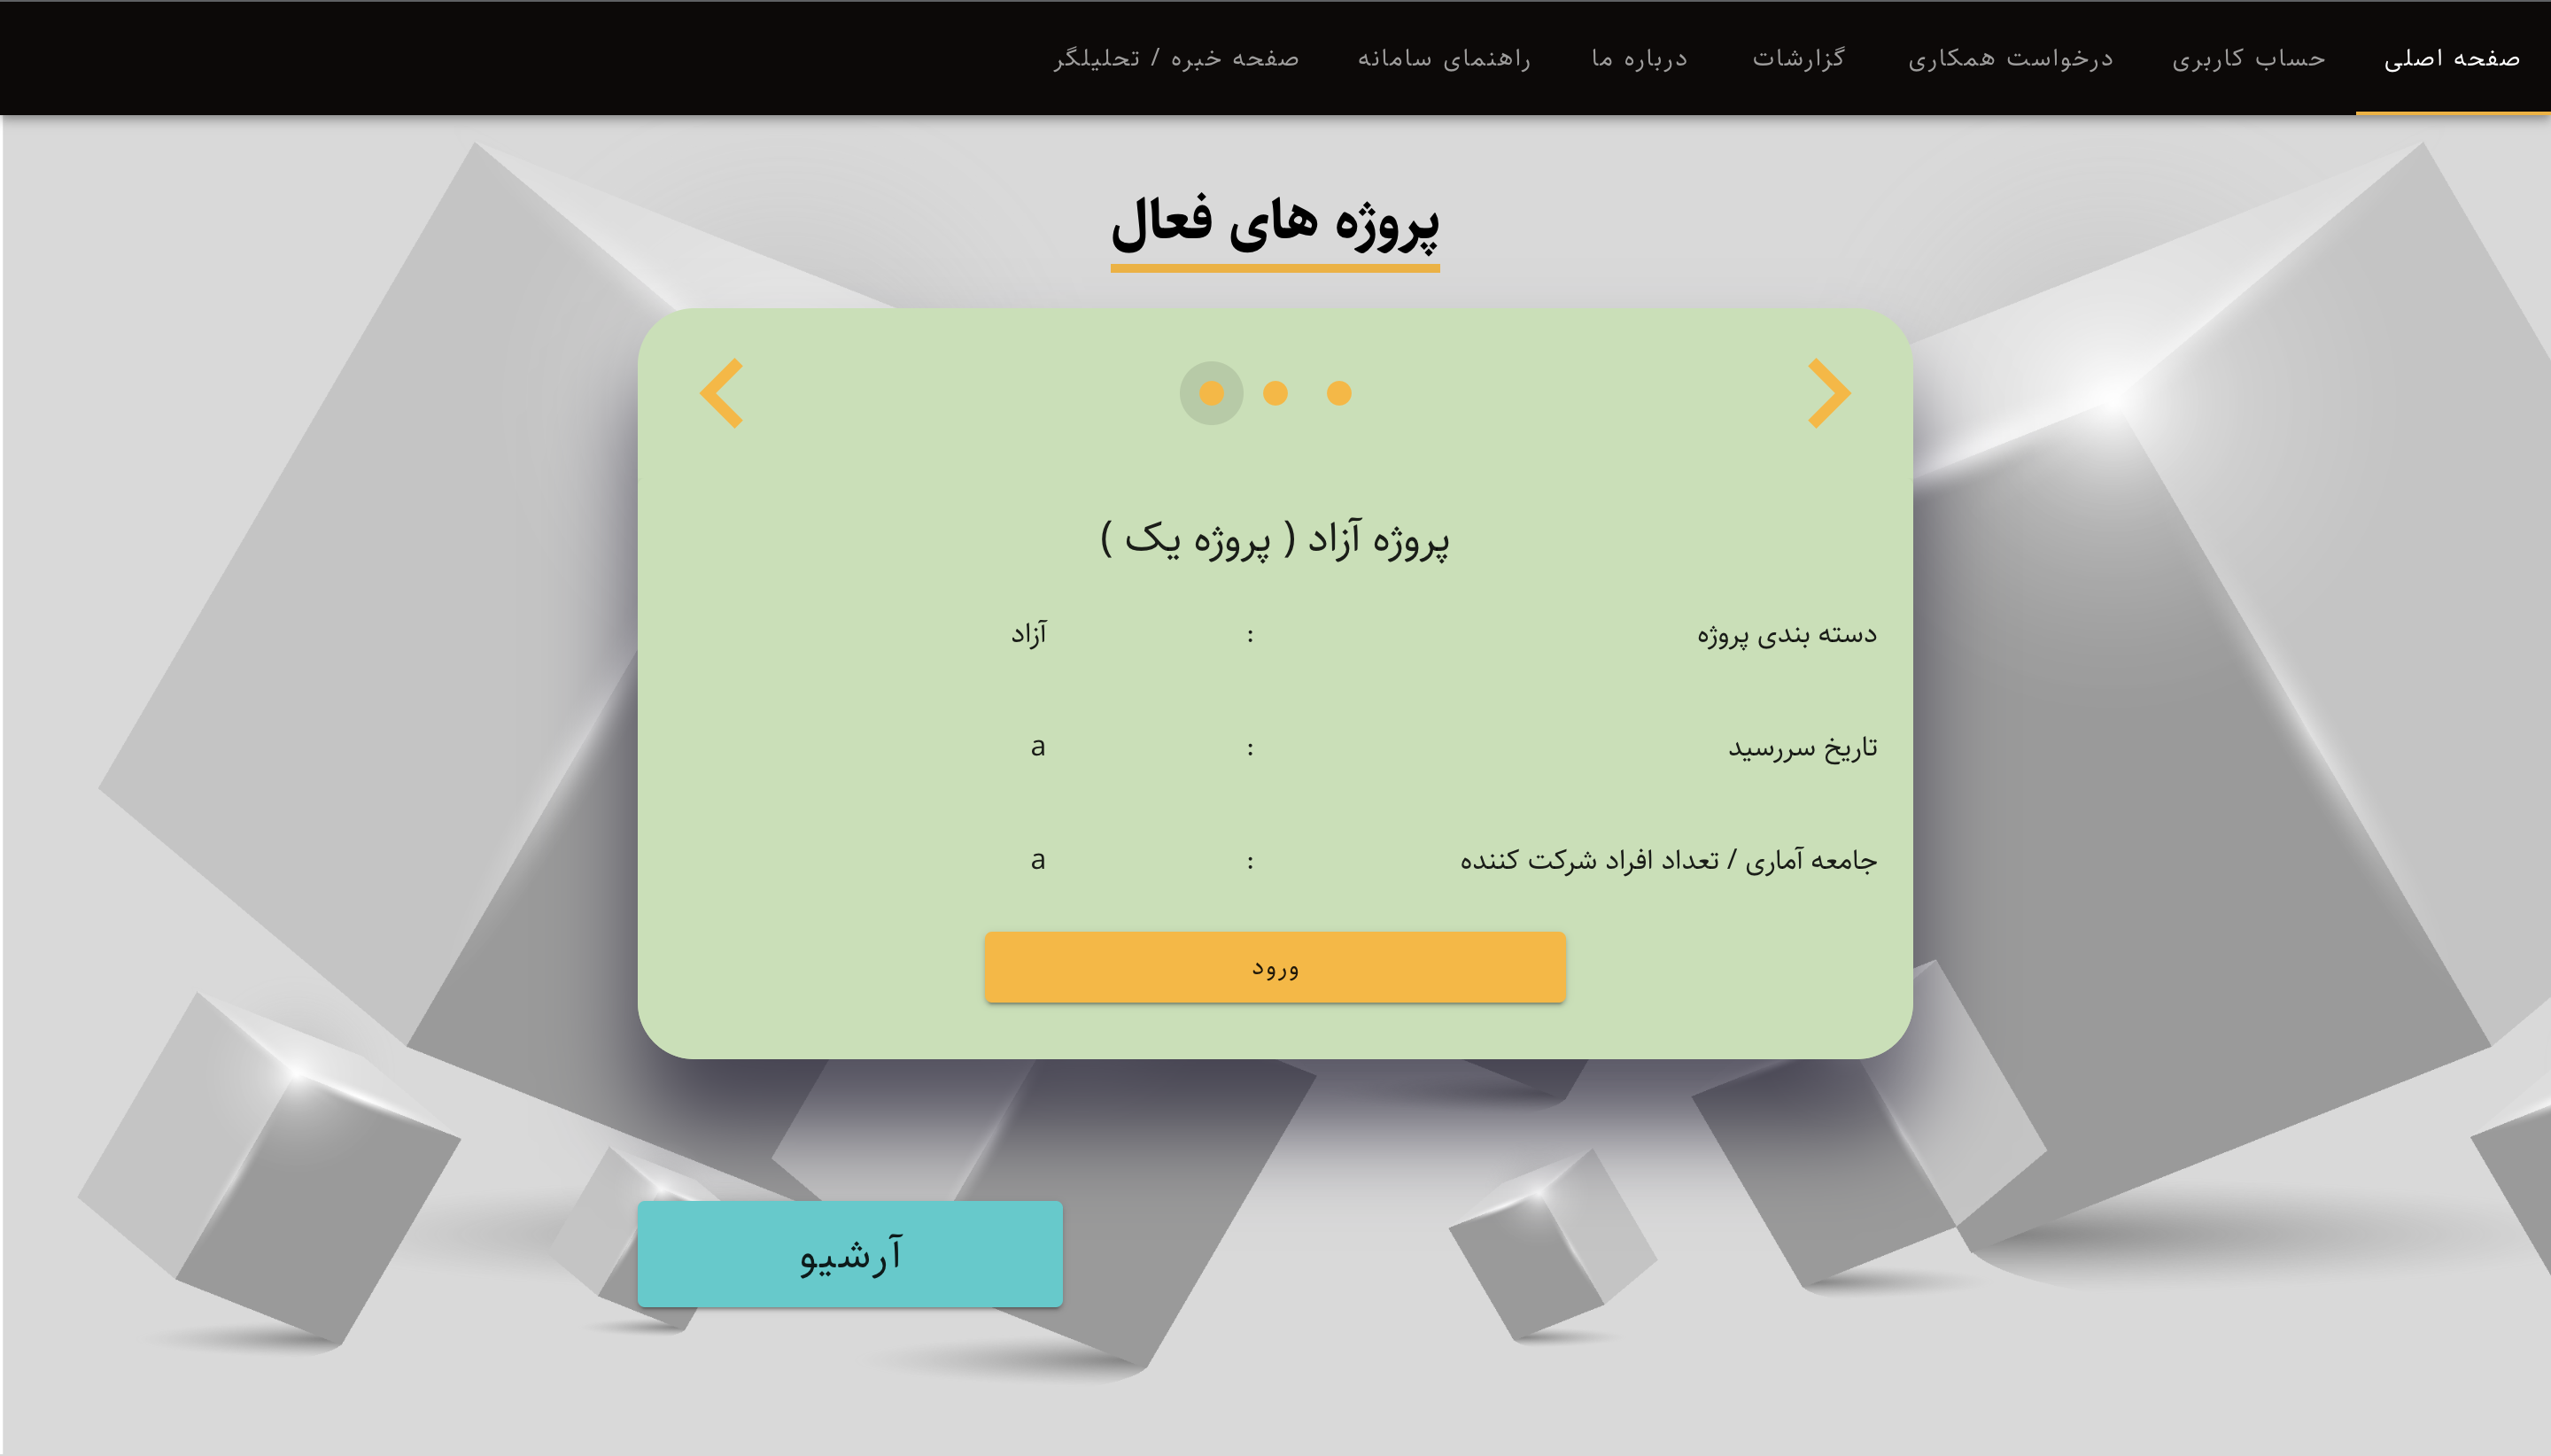 صفحه اصلی حساب کاربری درخواست همکاری گزارشات درباره ما راهنمای سامانه صفحه خبره / تحلیلگر
پروژه های فعال
پروژه آزاد ( پروژه یک )
دسته بندی پروژه : آزاد
تاریخ سررسید : a
جامعه آماری / تعداد افراد شرکت کننده : a
ورود
آرشیو